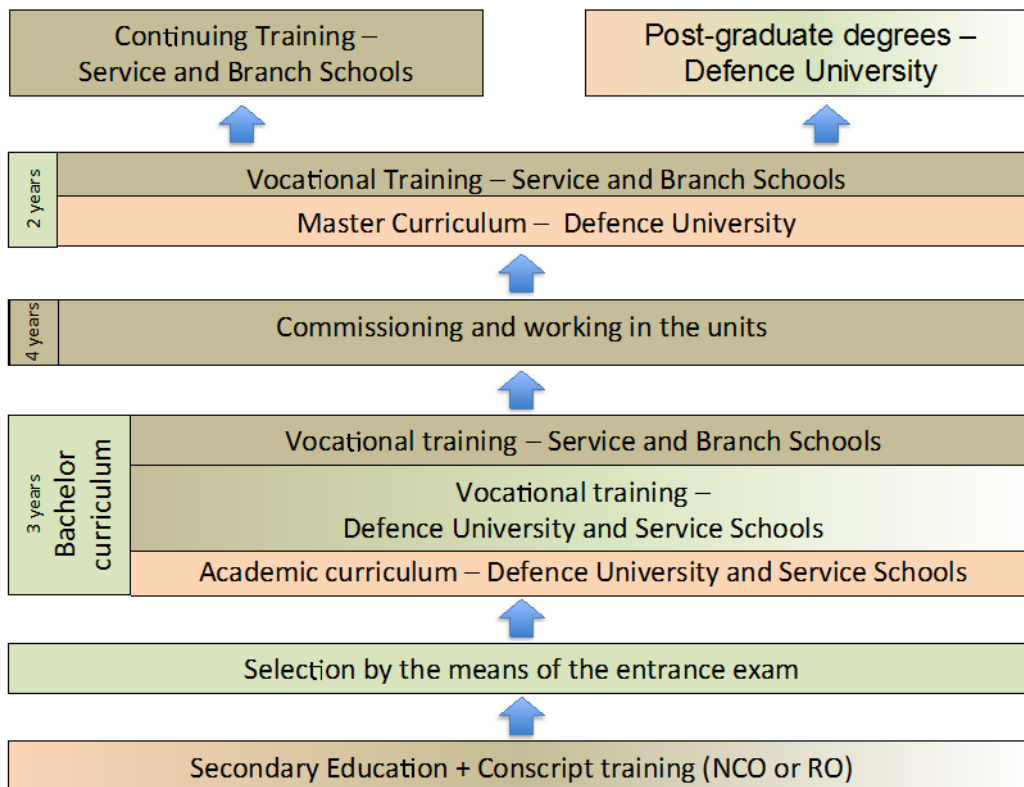 Continuing Training –
Service and Branch Schools
Post-graduate degrees –
Defence University
2 years
Vocational Training – Service and Branch Schools
Master Curriculum – Defence University
4 years
Commissioning and working in the units
3 years
Bachelor
curriculum
Vocational training – Service and Branch Schools
Vocational training –
Defence University and Service Schools
Academic curriculum – Defence University and Service Schools
Selection by the means of the entrance exam
Secondary Education + Conscript training (NCO or RO)